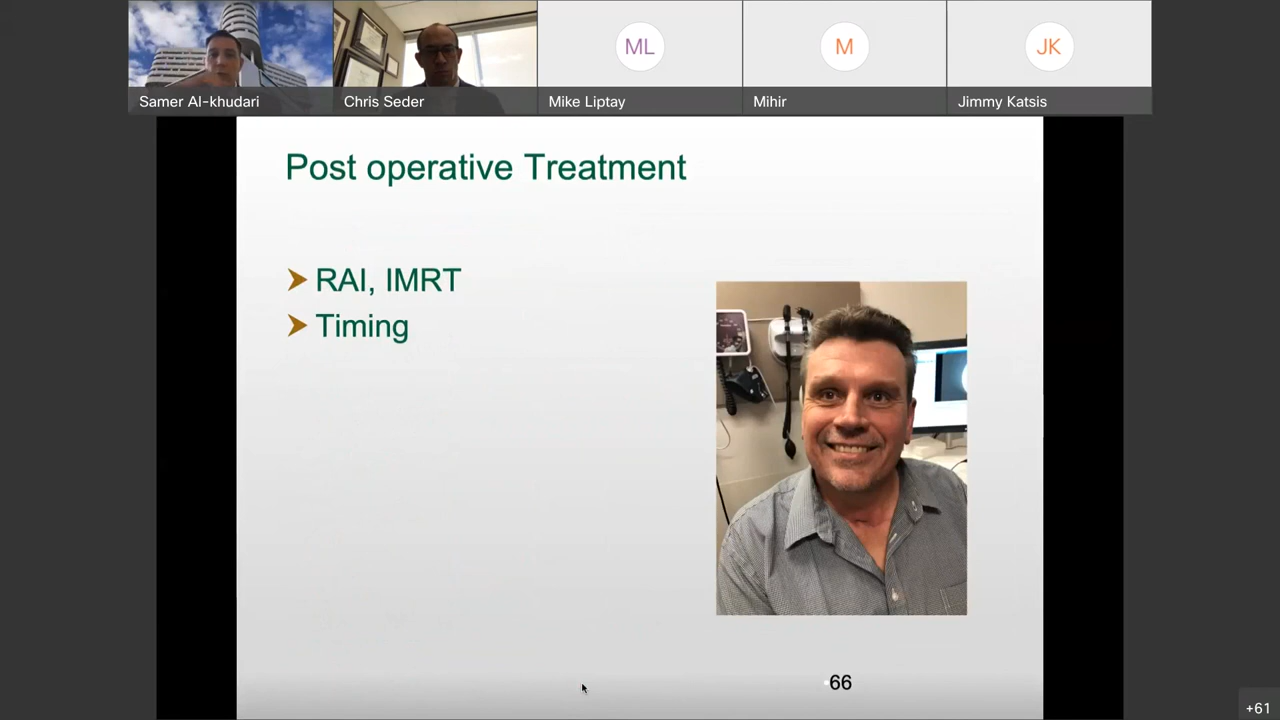 Samer Al-khudari
Chris Seder
ML
Mike Liptay
M
Mihir
JK
Jimmy Katsis
Post operative Treatment
RAI, IMRT
Timing
66
+61